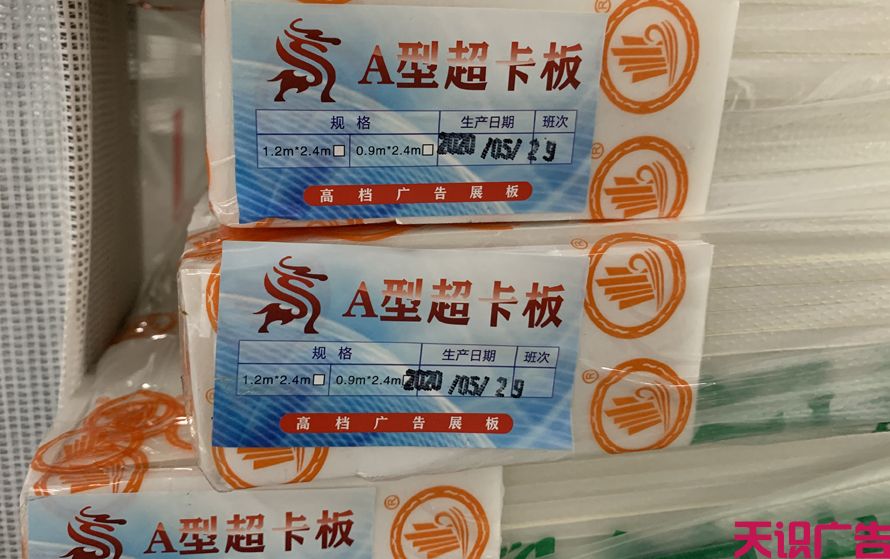 ®
A型超卡板
规 格 生产日期 班次
1.2m*2.4m□ 0.9m*2.4m□ 2020/05/29
高档广告展板
®
®
A型超卡板
规 格 生产日期 班次
1.2m*2.4m□ 0.9m*2.4m□ 2020/05/29
高档广告展板
®
®
A型超卡板
天识广告